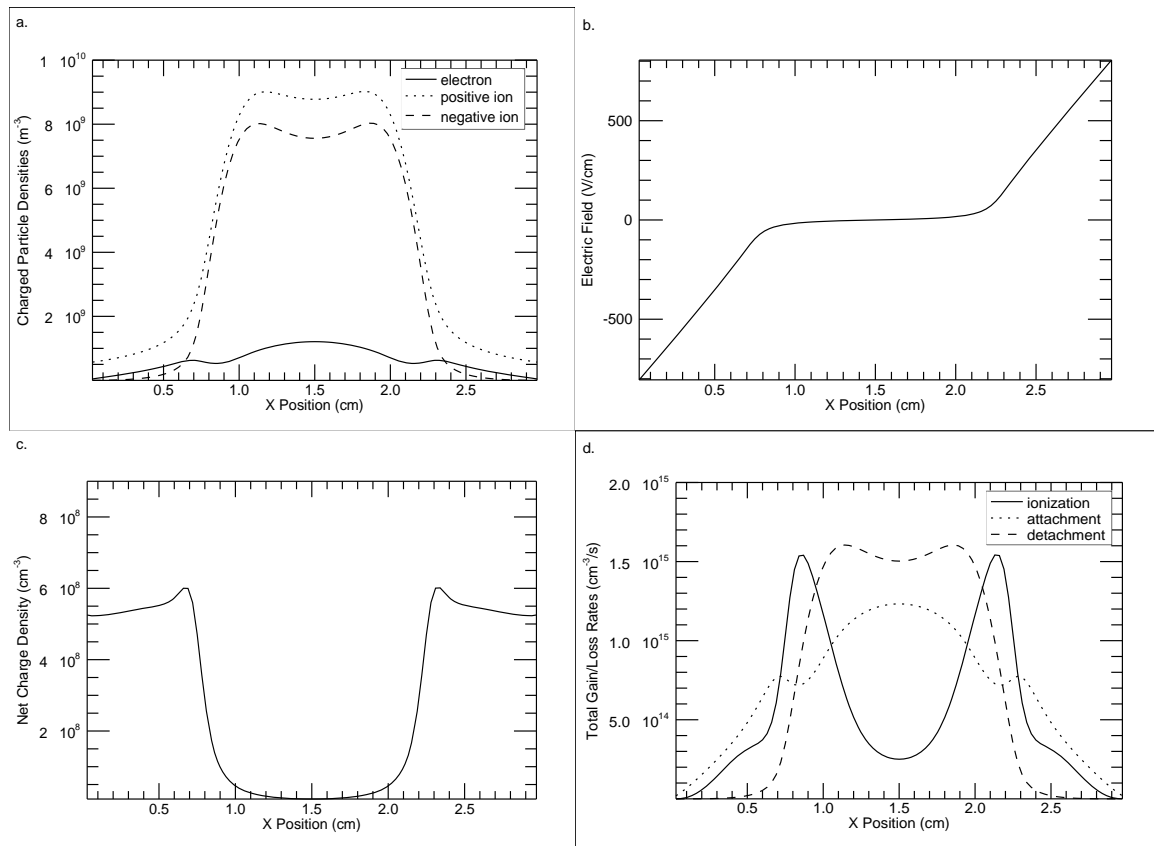 a.
1 10^10
8 10^9
6 10^9
4 10^9
2 10^9
Charged Particle Densities (m^-3)
electron
positive ion
negative ion
0.5 1.0 1.5 2.0 2.5
X Position (cm)
b.
500
0
-500
Electric Field (V/cm)
0.5 1.0 1.5 2.0 2.5
X Position (cm)
c.
8 10^8
6 10^8
4 10^8
2 10^8
Net Charge Density (cm^-3)
0.5 1.0 1.5 2.0 2.5
X Position (cm)
d.
2.0 10^15
1.5 10^15
1.0 10^15
5.0 10^14
Total Gain/Loss Rates (cm^-3/s)
ionization
attachment
detachment
0.5 1.0 1.5 2.0 2.5
X Position (cm)